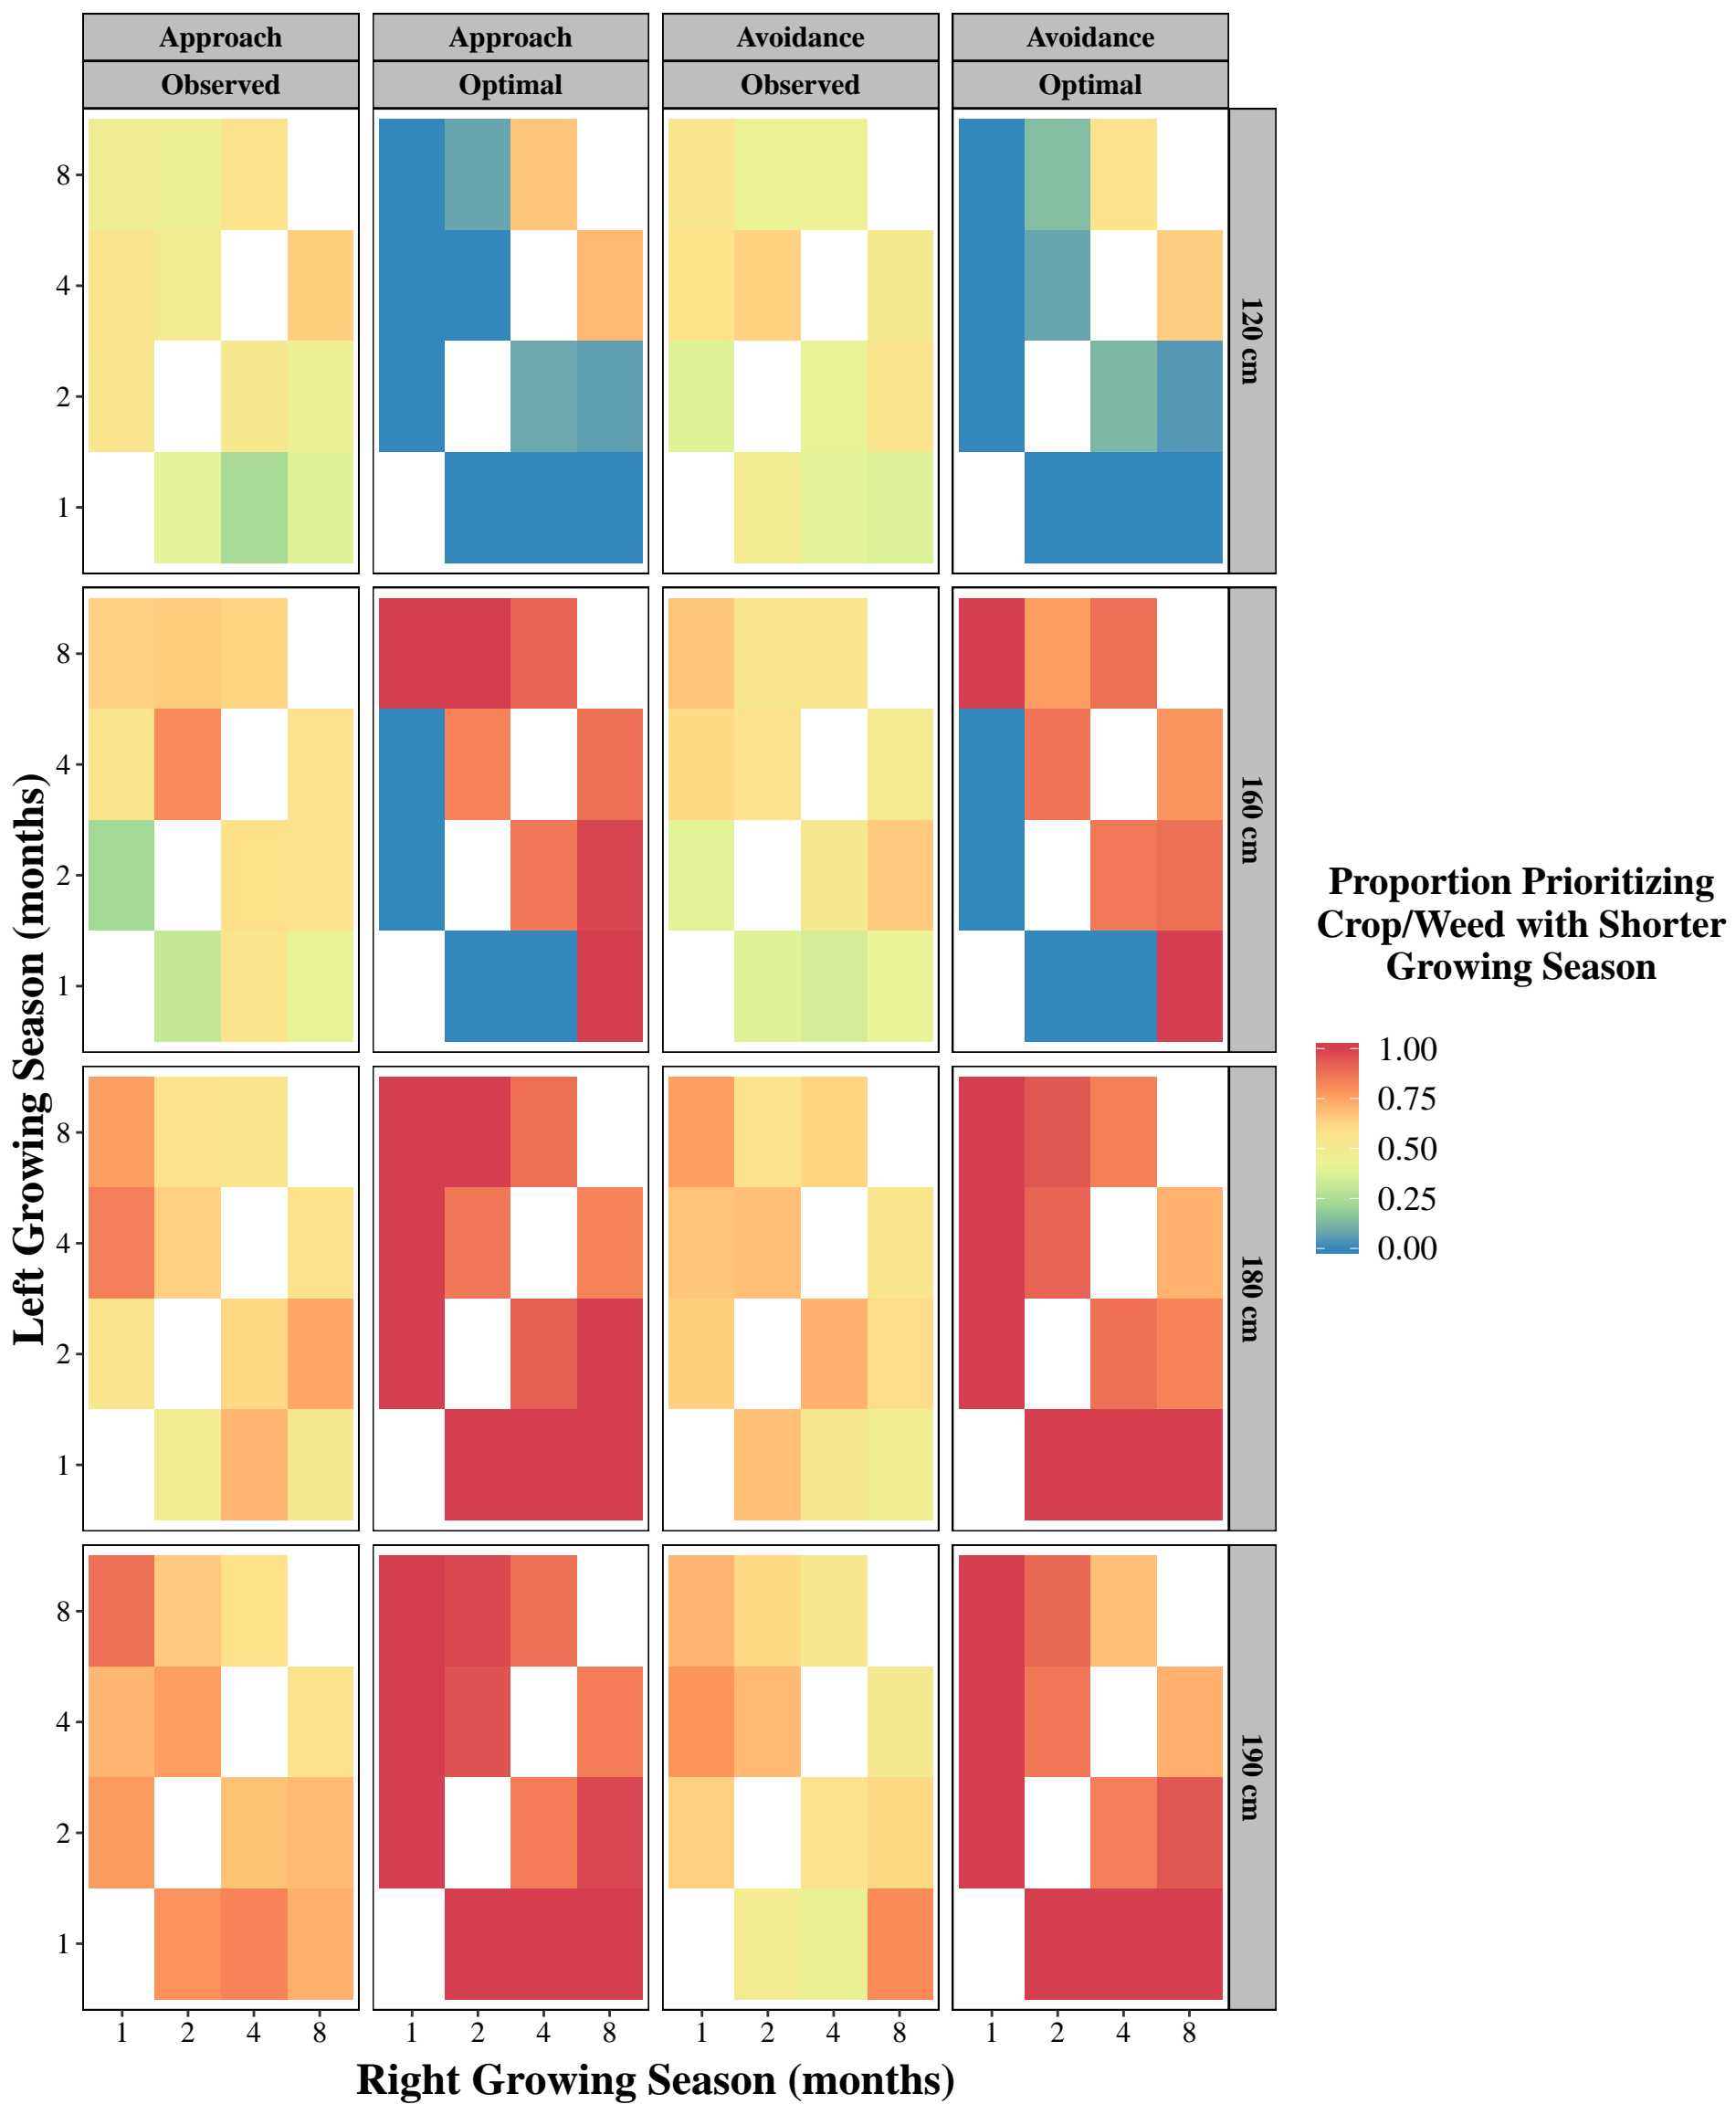 Approach
Approach
Avoidance
Avoidance
Observed
Optimal
Observed
Optimal
8
4
2
1
120 cm
8
4
2
1
160 cm
8
4
2
1
180 cm
8
4
2
1
190 cm
1 2 4 8
1 2 4 8
1 2 4 8
1 2 4 8
Left Growing Season (months)
Right Growing Season (months)
Proportion Prioritizing
Crop/Weed with Shorter
Growing Season
1.00
0.75
0.50
0.25
0.00